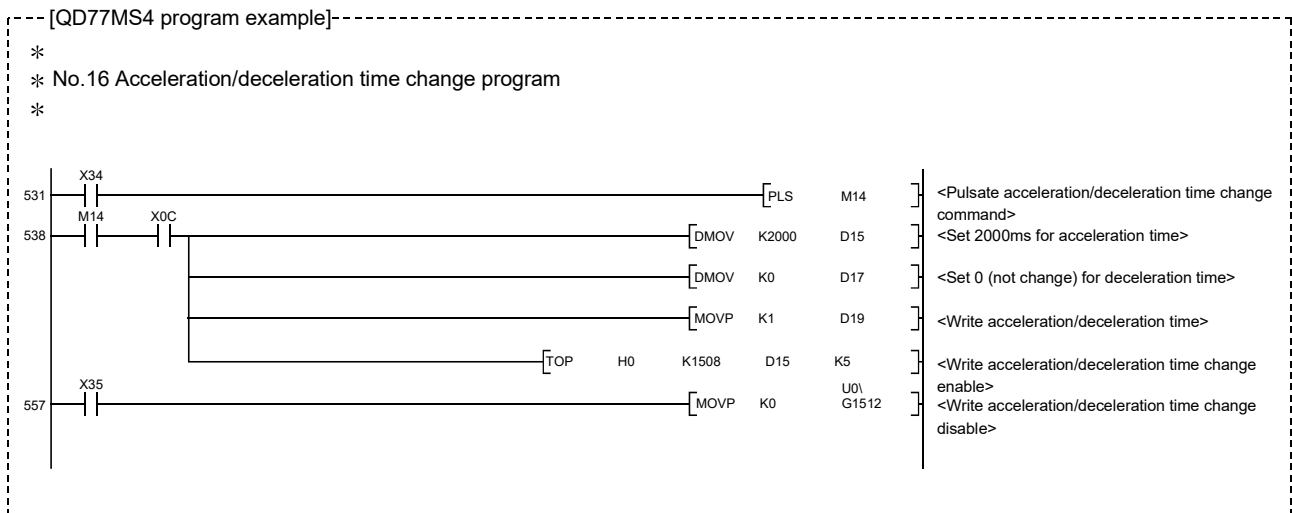 [QD77MS4 program example]
*
* No.16 Acceleration/deceleration time change program
*
X34
531 PLS M14 <Pulsate acceleration/deceleration time change
command>
M14 X0C
538 DMOV K2000 D15 <Set 2000ms for acceleration time>
DMOV K0 D17 <Set 0 (not change) for deceleration time>
MOVP K1 D19 <Write acceleration/deceleration time>
TOP H0 K1508 D15 K5 <Write acceleration/deceleration time change
enable>
X35 U0\
557 MOVP K0 G1512 <Write acceleration/deceleration time change
disable>